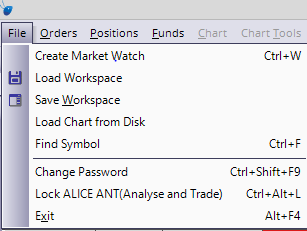 File Orders Positions Funds Chart Chart Tools
Create Market Watch Ctrl+W
Load Workspace
Save Workspace
Load Chart from Disk
Find Symbol Ctrl+F
Change Password Ctrl+Shift+F9
Lock ALICE ANT(Analyse and Trade) Ctrl+Alt+L
Exit Alt+F4